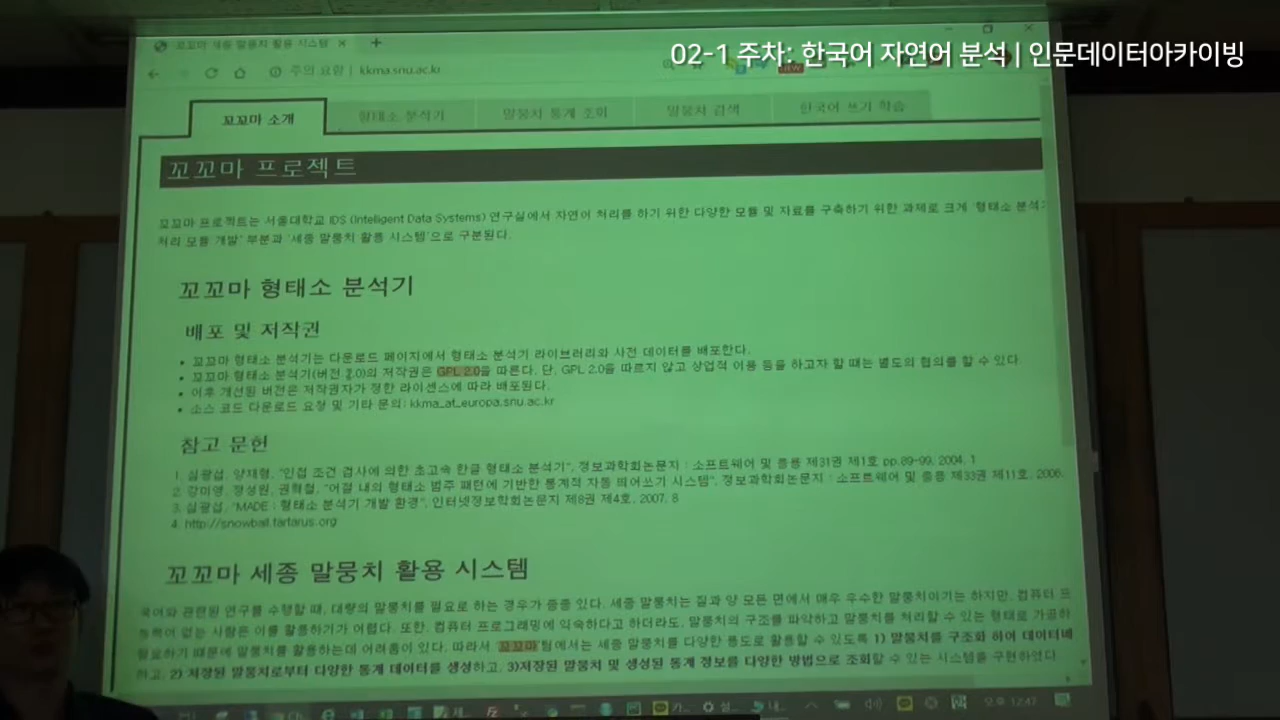 02-1 주차: 한국어 자연어 분석 | 인문데이터아카이빙
꼬꼬마 세종 말뭉치 활용 시스템
주의 요함 | kkma.snu.ac.kr
꼬꼬마 소개
형태소 분석기
말뭉치 통계 조회
말뭉치 검색
한국어 쓰기 학습
꼬꼬마 프로젝트
꼬꼬마 프로젝트는 서울대학교 IDS (Intelligent Data Systems) 연구실에서 자연어 처리를 하기 위한 다양한 모듈 및 자료를 구축하기 위한 과제로 크게 '형태소 분석기
처리 모듈 개발' 부분과 '세종 말뭉치 활용 시스템'으로 구분된다.
꼬꼬마 형태소 분석기
배포 및 저작권
• 꼬꼬마 형태소 분석기는 다운로드 페이지에서 형태소 분석기 라이브러리와 사전 데이터를 배포한다.
• 꼬꼬마 형태소 분석기(버전 2.0)의 저작권은 GPL 2.0을 따른다. 단, GPL 2.0을 따르지 않고 상업적 이용 등을 하고자 할 때는 별도의 협의를 할 수 있다.
• 이후 개선된 버전은 저작권자가 정한 라이센스에 따라 배포된다.
• 소스 코드 다운로드 요청 및 기타 문의: kkma_at_europa.snu.ac.kr
참고 문헌
1. 심광섭, 양재형, "인접 조건 검사에 의한 초고속 한글 형태소 분석기", 정보과학회논문지 : 소프트웨어 및 응용 제31권 제1호 pp.89-99, 2004. 1
2. 강미영, 정성원, 권혁철, "어절 내의 형태소 범주 패턴에 기반한 통계적 자동 띄어쓰기 시스템", 정보과학회논문지 : 소프트웨어 및 응용 제33권 제11호, 2006.
3. 심광섭, "MADE : 형태소 분석기 개발 환경", 인터넷정보학회논문지 제8권 제4호, 2007. 8
4. http://snowball.tartarus.org
꼬꼬마 세종 말뭉치 활용 시스템
국어와 관련된 연구를 수행할 때, 대량의 말뭉치를 필요로 하는 경우가 종종 있다. 세종 말뭉치는 질과 양 모든 면에서 매우 우수한 말뭉치이기는 하지만, 컴퓨터 프
능력이 없는 사람은 이를 활용하기가 어렵다. 또한, 컴퓨터 프로그래밍에 익숙하다고 하더라도, 말뭉치의 구조를 파악하고 말뭉치를 처리할 수 있는 형태로 가공하
필요하기 때문에 말뭉치를 활용하는데 어려움이 있다. 따라서 꼬꼬마팀에서는 세종 말뭉치를 다양한 용도로 활용할 수 있도록 1) 말뭉치를 구조화 하여 데이터베
하고, 2) 저장된 말뭉치로부터 다양한 통계 데이터를 생성하고, 3)저장된 말뭉치 및 생성된 통계 정보를 다양한 방법으로 조회할 수 있는 시스템을 구현하였다.
오후 12:47